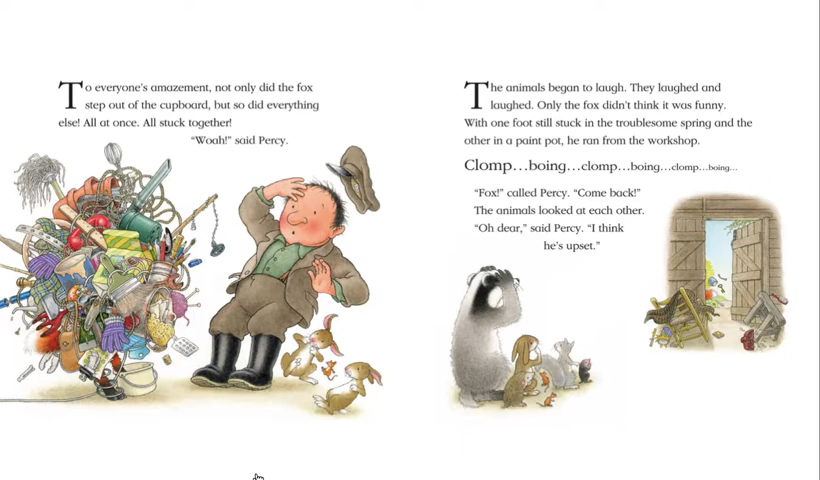 To everyone's amazement, not only did the fox
step out of the cupboard, but so did everything
else! All at once. All stuck together!
"Woah!" said Percy.
The animals began to laugh. They laughed and
laughed. Only the fox didn't think it was funny.
With one foot still stuck in the troublesome spring and the
other in a paint pot, he ran from the workshop.
Clomp...boing...clomp...boing...clomp...boing...
"Fox!" called Percy. "Come back!"
The animals looked at each other.
"Oh dear," said Percy. "I think
he's upset."